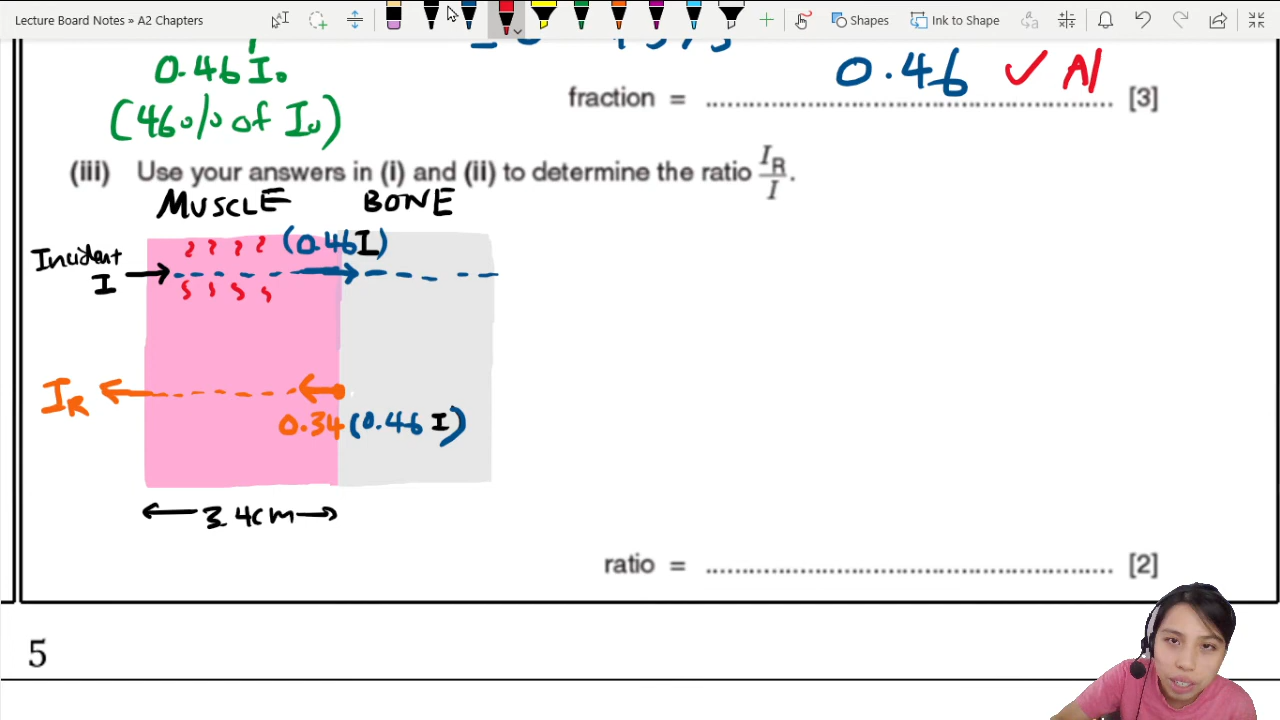 Lecture Board Notes » A2 Chapters
Shapes
Ink to Shape
0.46 I₀
(46% of I₀)
0.46 ✓ A1
fraction = ........................................................ [3]
(iii) Use your answers in (i) and (ii) to determine the ratio I_R/I.
MUSCLE BONE
(0.46 I)
Incident
I
I_R
0.34(0.46 I)
3.4cm
ratio = ........................................................ [2]
5